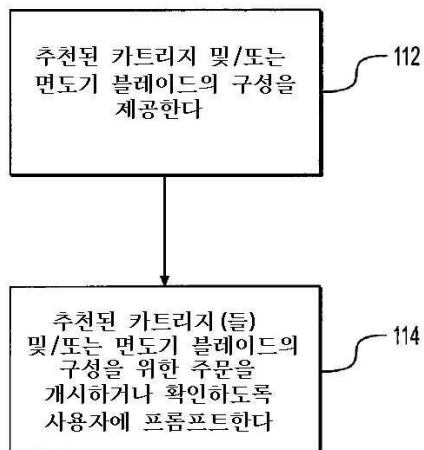 추천된 카트리지 및/또는
면도기 블레이드의 구성을
제공한다
112
추천된 카트리지(들)
및/또는 면도기 블레이드의
구성을 위한 주문을
개시하거나 확인하도록
사용자에 프롬프트한다
114